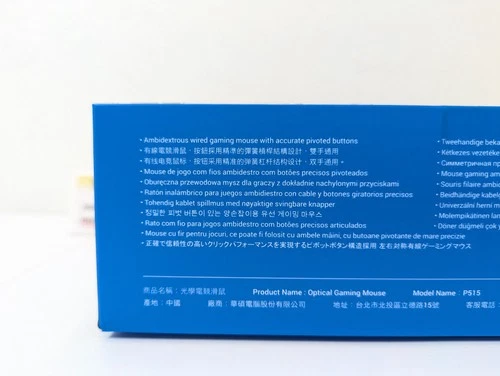 • Ambidextrous wired gaming mouse with accurate pivoted buttons
• 有線電競滑鼠，按鈕採用精準的彈簧槓桿結構設計，雙手通用
• 有线电竞鼠标，按钮采用精准的弹簧杠杆结构设计，双手通用。
• Mouse de jogo com fios ambidestro com botões precisos pivoteados
• Oburęczna przewodowa mysz dla graczy z dokładnie nachylonymi przyciskami
• Raton inalambrico para juegos ambidiestro con cable y botones giratorios precisos
• Tohendig kablet spillmus med nøyaktige svingbare knapper
• 정밀한 피벗 버튼이 있는 양손잡이용 유선 게이밍 마우스
• Rato com fio para jogos ambidestro com botões precisos articulados
• Mouse cu fir pentru jocuri, ce poate fi folosit cu ambele mâini, cu butoane pivotante de mare precizie
• 正確で信頼性の高いクリックパフォーマンスを実現するピボットボタン構造採用 左右対称有線ゲーミングマウス
• Tweehandige beka
• Kétkezes vezetéke
• Симметричная пр
• Mouse gaming am
• Souris filaire ambi
• Beidhändige kabelg
• Univerzální herní m
• Molempikätinen lan
• Döner düğmeli çok y
商品名稱：光學電競滑鼠 Product Name : Optical Gaming Mouse Model Name : P515
產地：中國 廠商：華碩電腦股份有限公司 地址：台北市北投區立德路15號 客服電話